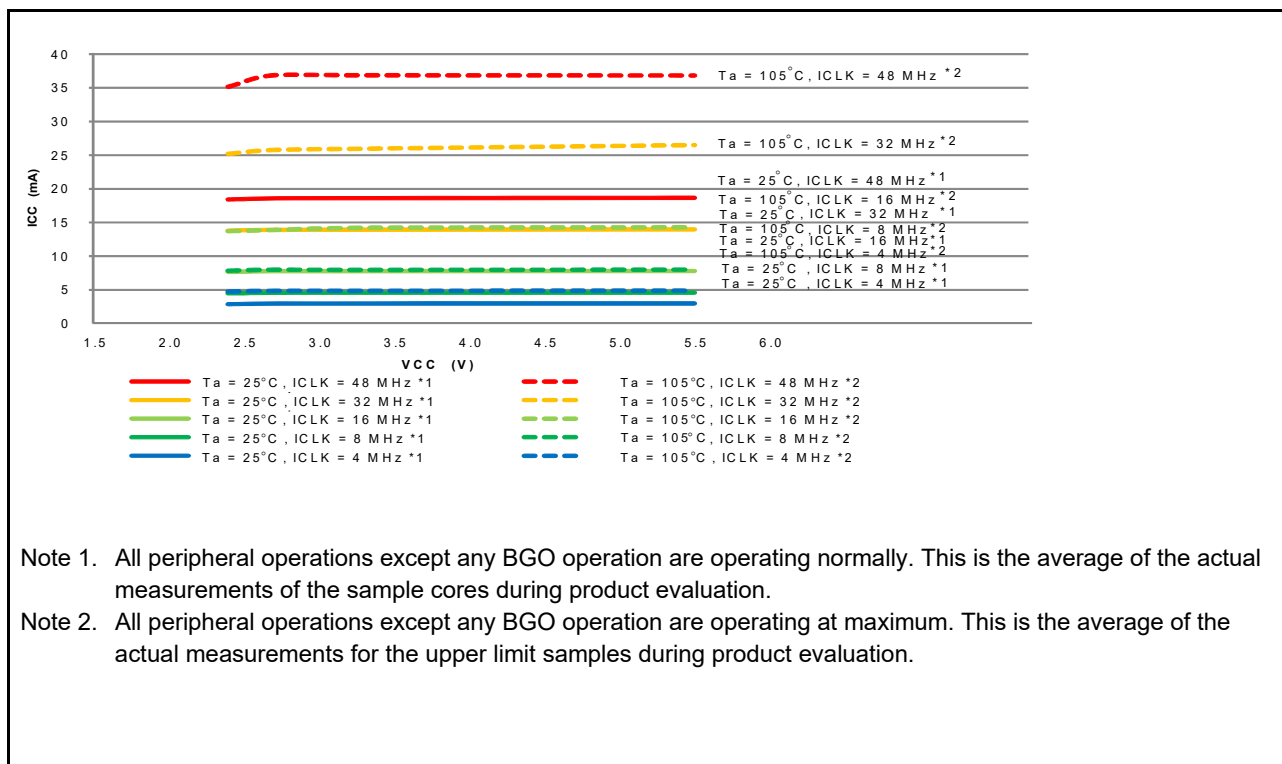 40
35
30
25
20
15
10
5
0
ICC (mA)
Ta = 105°C, ICLK = 48 MHz *2
Ta = 105°C, ICLK = 32 MHz *2
Ta = 25°C, ICLK = 48 MHz *1
Ta = 105°C, ICLK = 16 MHz *2
Ta = 25°C, ICLK = 32 MHz *1
Ta = 105°C, ICLK = 8 MHz *2
Ta = 25°C, ICLK = 16 MHz *1
Ta = 105°C, ICLK = 4 MHz *2
Ta = 25°C, ICLK = 8 MHz *1
Ta = 25°C, ICLK = 4 MHz *1
1.5 2.0 2.5 3.0 3.5 4.0 4.5 5.0 5.5 6.0
VCC (V)
Ta = 25°C, ICLK = 48 MHz *1 Ta = 105°C, ICLK = 48 MHz *2
Ta = 25°C, ICLK = 32 MHz *1 Ta = 105°C, ICLK = 32 MHz *2
Ta = 25°C, ICLK = 16 MHz *1 Ta = 105°C, ICLK = 16 MHz *2
Ta = 25°C, ICLK = 8 MHz *1 Ta = 105°C, ICLK = 8 MHz *2
Ta = 25°C, ICLK = 4 MHz *1 Ta = 105°C, ICLK = 4 MHz *2
Note 1. All peripheral operations except any BGO operation are operating normally. This is the average of the actual
measurements of the sample cores during product evaluation.
Note 2. All peripheral operations except any BGO operation are operating at maximum. This is the average of the
actual measurements for the upper limit samples during product evaluation.